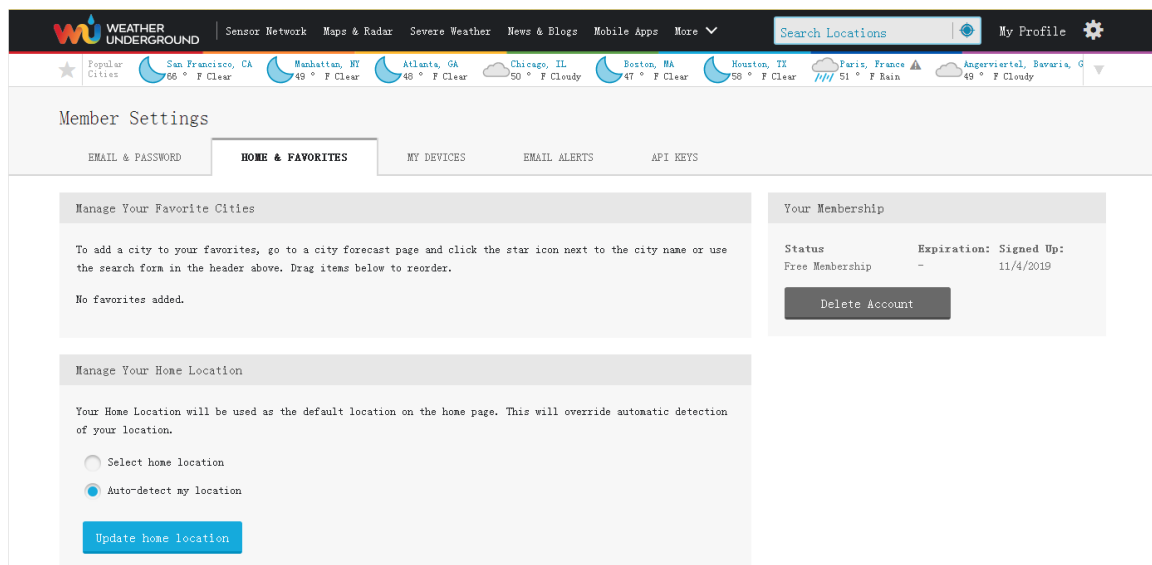 WEATHER UNDERGROUND Sensor Network Maps & Radar Severe Weather News & Blogs Mobile Apps More Search Locations My Profile
Popular Cities San Francisco, CA 66 ° F Clear Manhattan, NY 49 ° F Clear Atlanta, GA 48 ° F Clear Chicago, IL 50 ° F Cloudy Boston, MA 47 ° F Clear Houston, TX 58 ° F Clear Paris, France 51 ° F Rain Angerviertel, Bavaria, G 49 ° F Cloudy
Member Settings
EMAIL & PASSWORD HOME & FAVORITES MY DEVICES EMAIL ALERTS API KEYS
Manage Your Favorite Cities
To add a city to your favorites, go to a city forecast page and click the star icon next to the city name or use
the search form in the header above. Drag items below to reorder.
No favorites added.
Your Membership
Status Expiration: Signed Up:
Free Membership - 11/4/2019
Delete Account
Manage Your Home Location
Your Home Location will be used as the default location on the home page. This will override automatic detection
of your location.
Select home location
Auto-detect my location
Update home location